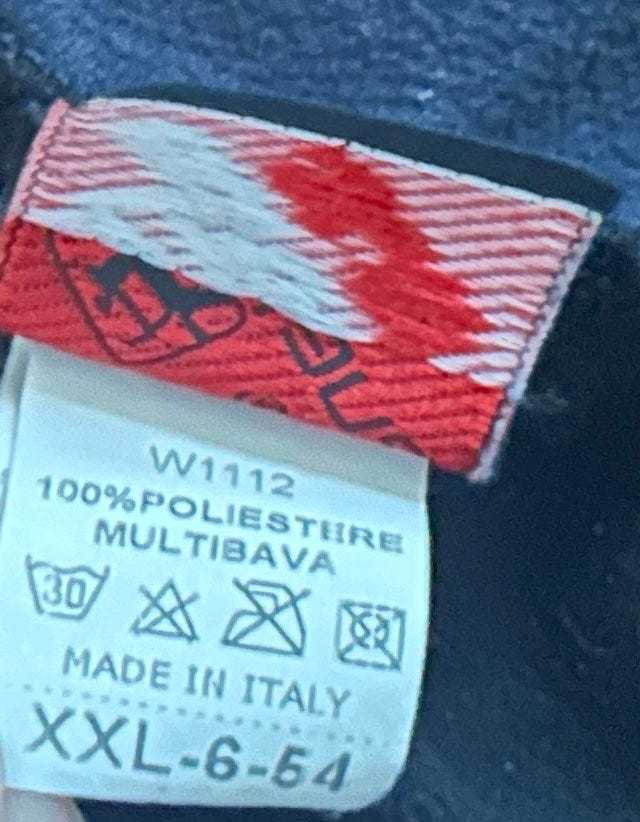 W1112
100%POLIESTERE
MULTIBAVA
30
MADE IN ITALY
XXL-6-54